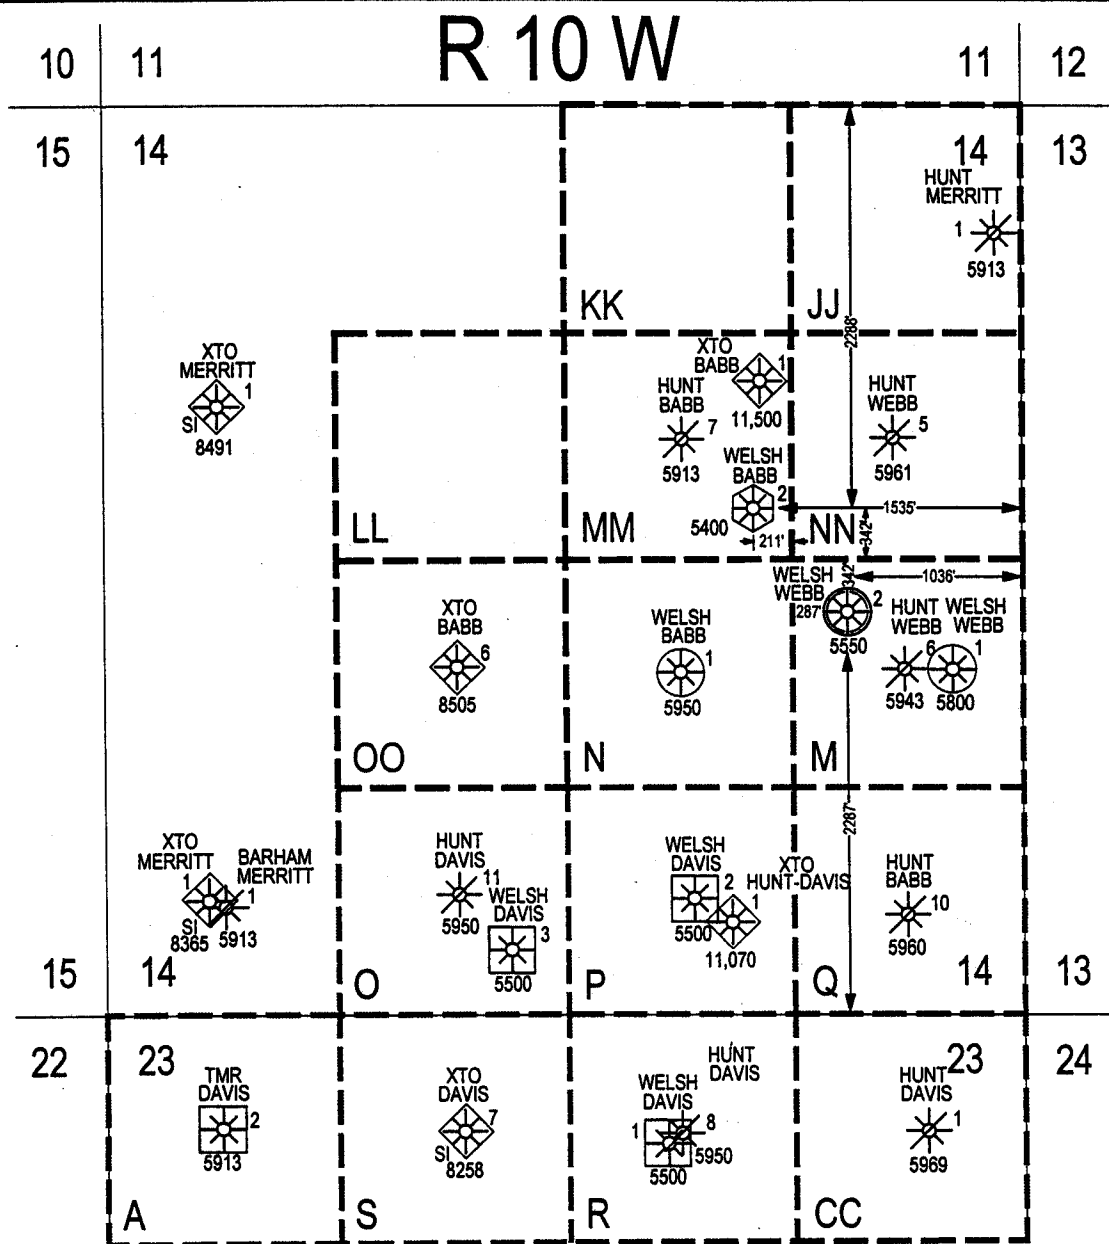 R 10 W
10
11
11
12
15
14
14
13
HUNT
MERRITT
1
5913
KK
JJ
2288'
XTO
MERRITT
1
SI
8491
XTO
BABB
1
11,500
HUNT
BABB
7
5913
HUNT
WEBB
5
5961
WELSH
BABB
2
5400
1535'
211'
342'
LL
MM
NN
WELSH
WEBB
342'
1036'
287'
2
5550
XTO
BABB
6
8505
WELSH
BABB
1
5950
HUNT
WEBB
6
5943
WELSH
WEBB
1
5800
OO
N
M
2287'
XTO
MERRITT
1
SI
8365
BARHAM
MERRITT
1
5913
HUNT
DAVIS
11
5950
WELSH
DAVIS
3
5500
WELSH
DAVIS
2
5500
XTO
HUNT-DAVIS
1
11,070
HUNT
BABB
10
5960
15
14
O
P
Q
14
13
22
23
23
24
TMR
DAVIS
2
5913
XTO
DAVIS
7
SI
8258
WELSH
DAVIS
1
5500
HUNT
DAVIS
8
5950
HUNT
DAVIS
1
5969
A
S
R
CC